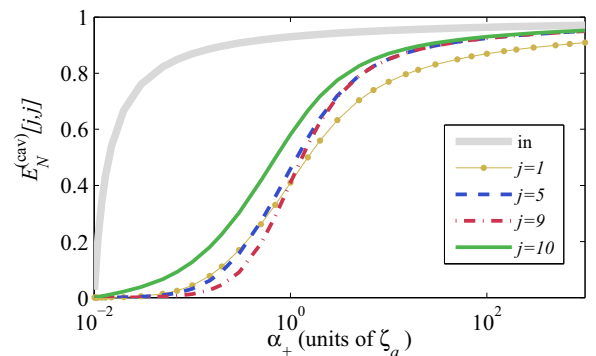 E_N^(cav)[j,j]
1
0.8
0.6
0.4
0.2
0
10^-2
10^0
10^2
α_+ (units of ζ_a)
in
j=1
j=5
j=9
j=10